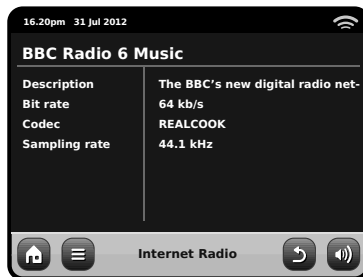 16.20pm 31 Jul 2012
BBC Radio 6 Music
Description The BBC's new digital radio net-
Bit rate 64 kb/s
Codec REALCOOK
Sampling rate 44.1 kHz
Internet Radio